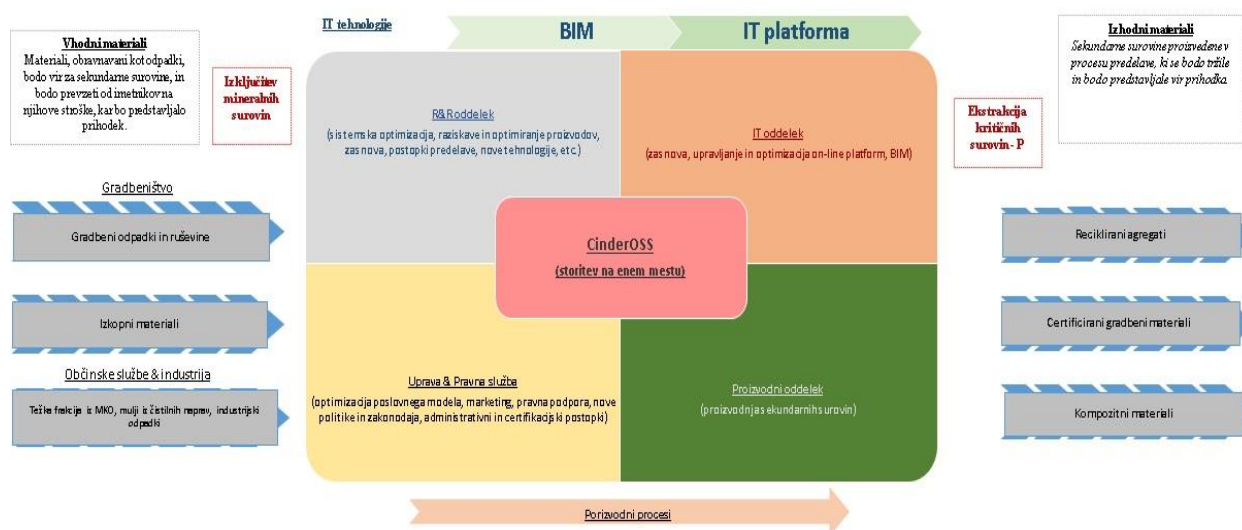 IT tehnologije
BIM
IT platforma
Vhodni materiali
Materiali, obravnavani kot odpadki,
bodo vir za sekundarne surovine, in
bodo prevzeti od imetnikov na
njihove stroške, kar bo predstavljalo
prihodek.
Izključitev
mineralnih
surovin
Gradbeništvo
Gradbeni odpadki in ruševine
Izkopni materiali
Občinske službe & industrija
Težka frakcija iz MKO, mulji iz čistilnih naprav, industrijski
odpadki
R&R oddelek
(sistemska optimizacija, raziskave in optimiranje proizvodov,
zasnova, postopki predelave, nove tehnologije, etc.)
IT oddelek
(zasnova, upravljanje in optimizacija on-line platform, BIM)
CinderOSS
(storitev na enem mestu)
Uprava & Pravna služba
(optimizacija poslovnega modela, marketing, pravna podpora, nove
politike in zakonodaja, administrativni in certifikacijski postopki)
Proizvodni oddelek
(proizvodnja sekundarnih surovin)
Porizvodni procesi
Izhodni materiali
Sekundarne surovine proizvedene v
procesu predelave, ki se bodo tržile
in bodo predstavljale vir prihodka.
Ekstrakcija
kritičnih
surovin - P
Reciklirani agregati
Certificirani gradbeni materiali
Kompozitni materiali